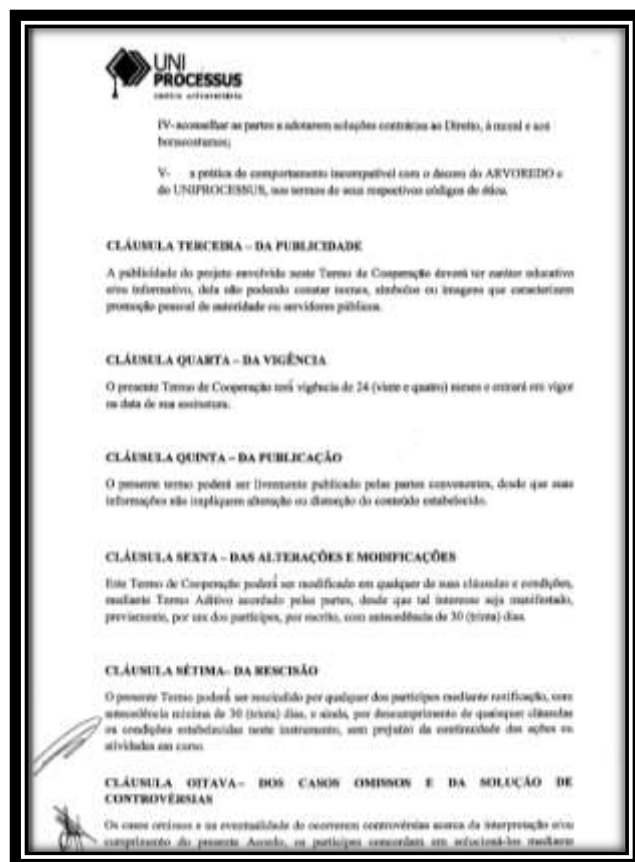 UNI
PROCESSUS
centro universitário
IV- aconselhar as partes a adotarem soluções contrárias ao Direito, à moral e aos
bons costumes;
V- a prática de comportamento incompatível com o decoro do ARVOREDO e
do UNIPROCESSUS, nos termos de seus respectivos códigos de ética.
CLÁUSULA TERCEIRA – DA PUBLICIDADE
A publicidade do projeto envolvido neste Termo de Cooperação deverá ter caráter educativo
e/ou informativo, dela não podendo constar nomes, símbolos ou imagens que caracterizem
promoção pessoal de autoridade ou servidores públicos.
CLÁUSULA QUARTA – DA VIGÊNCIA
O presente Termo de Cooperação terá vigência de 24 (vinte e quatro) meses e entrará em vigor
na data de sua assinatura.
CLÁUSULA QUINTA – DA PUBLICAÇÃO
O presente termo poderá ser livremente publicado pelas partes convenentes, desde que suas
informações não impliquem alteração ou distorção do conteúdo estabelecido.
CLÁUSULA SEXTA – DAS ALTERAÇÕES E MODIFICAÇÕES
Este Termo de Cooperação poderá ser modificado em qualquer de suas cláusulas e condições,
mediante Termo Aditivo acordado pelas partes, desde que tal interesse seja manifestado,
previamente, por um dos partícipes, por escrito, com antecedência de 30 (trinta) dias.
CLÁUSULA SÉTIMA– DA RESCISÃO
O presente Termo poderá ser rescindido por qualquer dos partícipes mediante notificação, com
antecedência mínima de 30 (trinta) dias, e ainda, por descumprimento de quaisquer cláusulas
ou condições estabelecidas neste instrumento, sem prejuízo da continuidade das ações ou
atividades em curso.
CLÁUSULA OITAVA– DOS CASOS OMISSOS E DA SOLUÇÃO DE
CONTROVÉRSIAS
Os casos omissos e na eventualidade de ocorrerem controvérsias acerca da interpretação e/ou
cumprimento do presente Acordo, os partícipes concordam em solucioná-los mediante